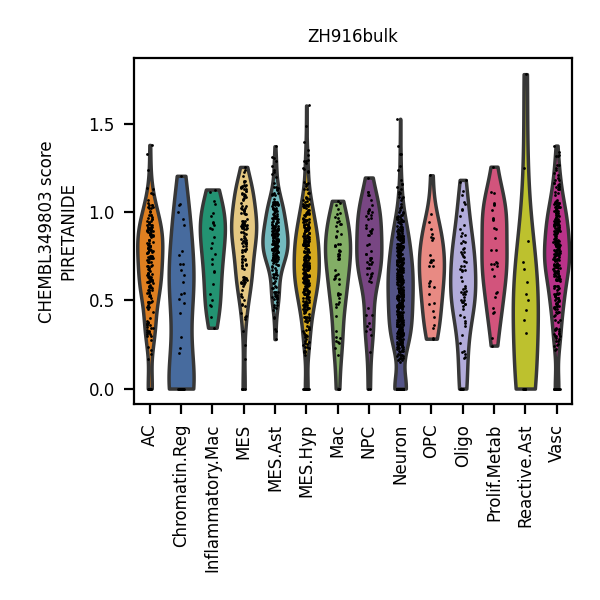 ZH916bulk
CHEMBL349803 score
PIRETANIDE
1.5
1.0
0.5
0.0
AC
Chromatin.Reg
Inflammatory.Mac
MES
MES.Ast
MES.Hyp
Mac
NPC
Neuron
OPC
Oligo
Prolif.Metab
Reactive.Ast
Vasc